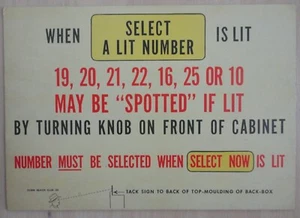 WHEN SELECT A LIT NUMBER IS LIT
19, 20, 21, 22, 16, 25 OR 10
MAY BE "SPOTTED" IF LIT
BY TURNING KNOB ON FRONT OF CABINET
NUMBER MUST BE SELECTED WHEN SELECT NOW IS LIT
TACK SIGN TO BACK OF TOP-MOULDING OF BACK-BOX